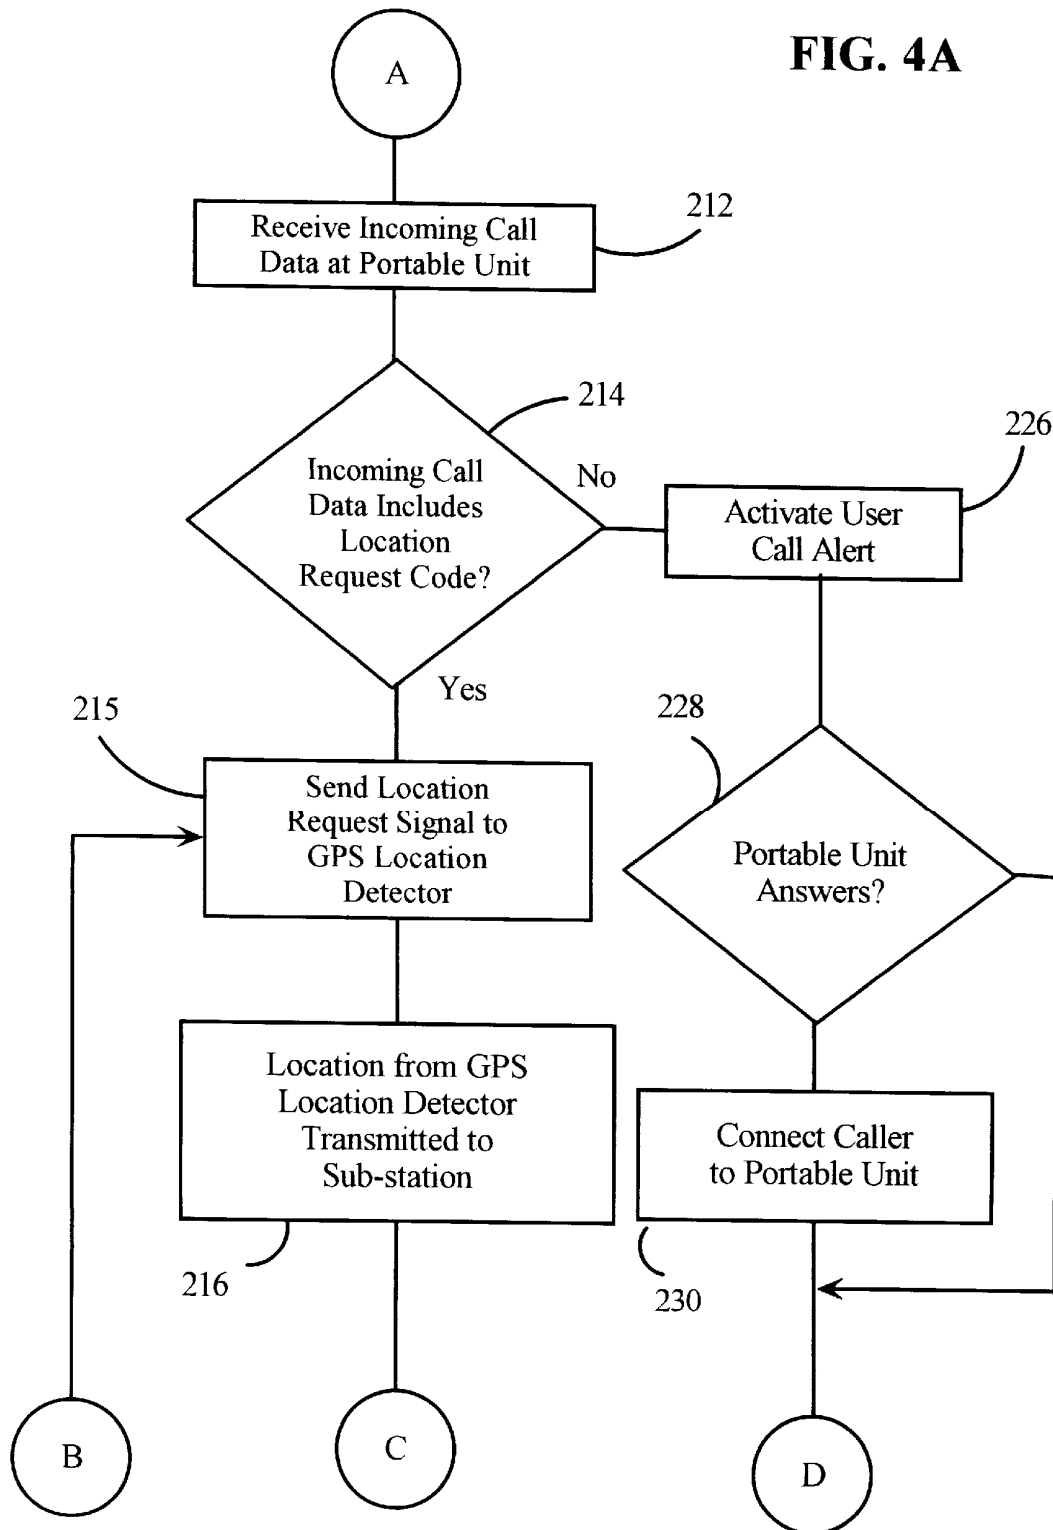 FIG. 4A
A
Receive Incoming Call
Data at Portable Unit
212
214
Incoming Call
Data Includes
Location
Request Code?
No
Yes
226
Activate User
Call Alert
215
Send Location
Request Signal to
GPS Location
Detector
228
Portable Unit
Answers?
Location from GPS
Location Detector
Transmitted to
Sub-station
216
Connect Caller
to Portable Unit
230
B
C
D